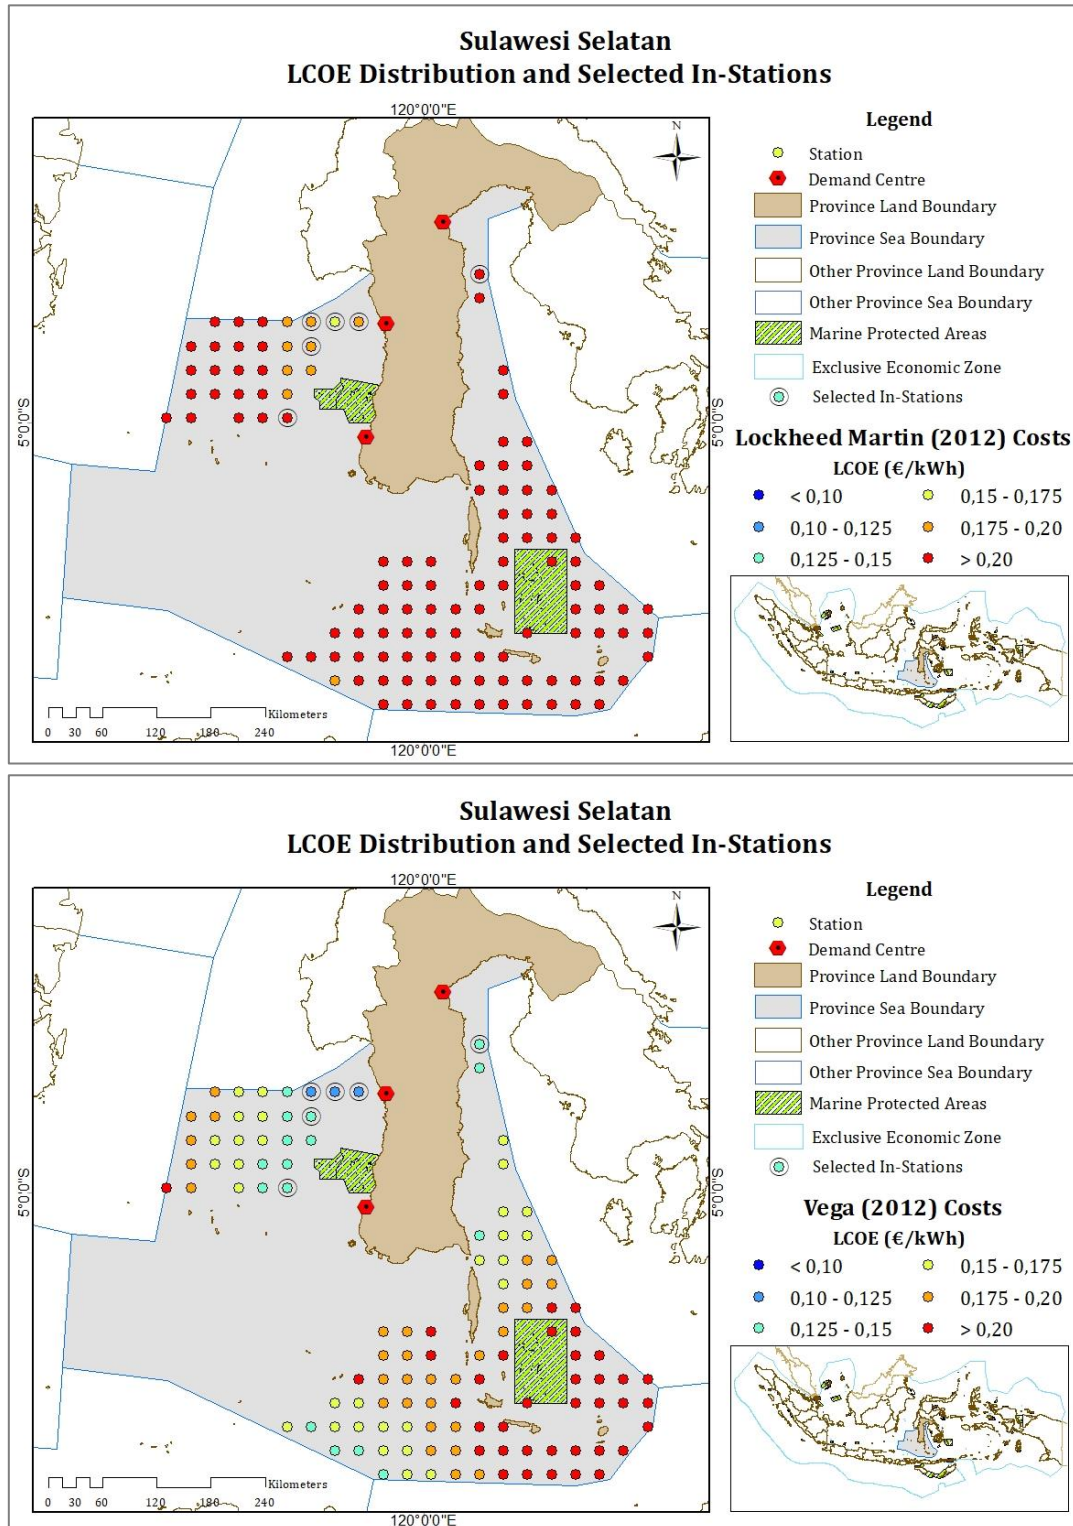 Sulawesi Selatan
LCOE Distribution and Selected In-Stations
120°0'0"E
N
5°0'0"S
5°0'0"S
Kilometers
0 30 60 120 180 240
120°0'0"E
Legend
Station
Demand Centre
Province Land Boundary
Province Sea Boundary
Other Province Land Boundary
Other Province Sea Boundary
Marine Protected Areas
Exclusive Economic Zone
Selected In-Stations
Lockheed Martin (2012) Costs
LCOE (€/kWh)
< 0,10 0,15 - 0,175
0,10 - 0,125 0,175 - 0,20
0,125 - 0,15 > 0,20
Sulawesi Selatan
LCOE Distribution and Selected In-Stations
120°0'0"E
N
5°0'0"S
5°0'0"S
Kilometers
0 30 60 120 180 240
120°0'0"E
Legend
Station
Demand Centre
Province Land Boundary
Province Sea Boundary
Other Province Land Boundary
Other Province Sea Boundary
Marine Protected Areas
Exclusive Economic Zone
Selected In-Stations
Vega (2012) Costs
LCOE (€/kWh)
< 0,10 0,15 - 0,175
0,10 - 0,125 0,175 - 0,20
0,125 - 0,15 > 0,20